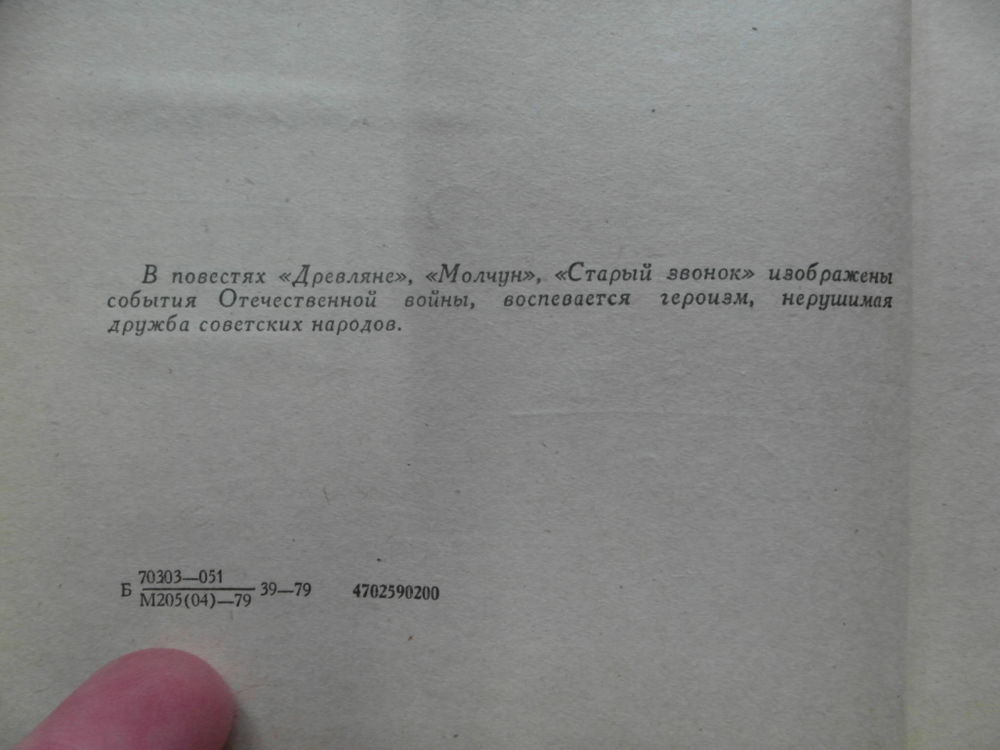 В повестях «Древляне», «Молчун», «Старый звонок» изображены
события Отечественной войны, воспевается героизм, нерушимая
дружба советских народов.
Б 70303—051
М205(04)—79 39—79 4702590200